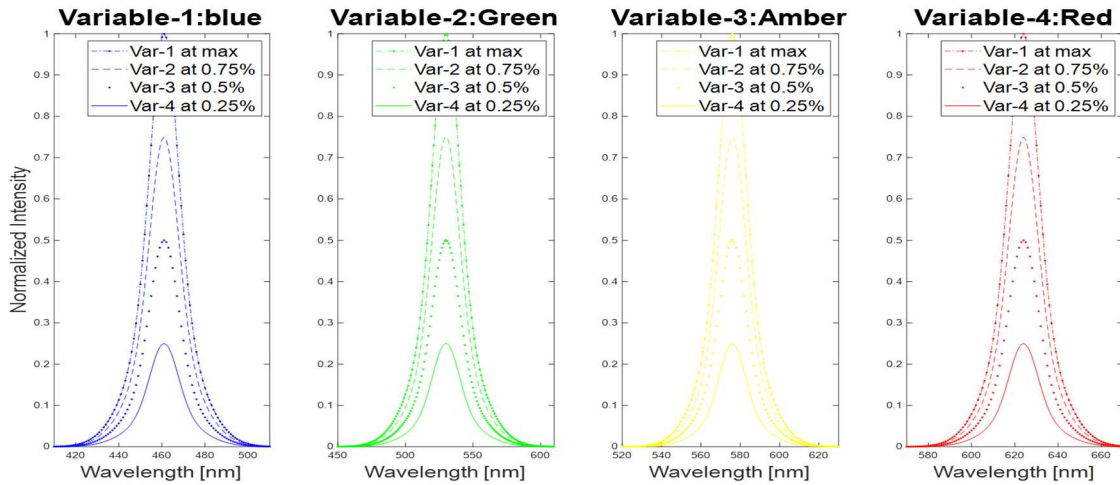 Variable-1:blue
Variable-2:Green
Variable-3:Amber
Variable-4:Red
Normalized Intensity
1
0.9
0.8
0.7
0.6
0.5
0.4
0.3
0.2
0.1
0
Var-1 at max
Var-2 at 0.75%
Var-3 at 0.5%
Var-4 at 0.25%
420
440
460
480
500
Wavelength [nm]
1
0.9
0.8
0.7
0.6
0.5
0.4
0.3
0.2
0.1
0
Var-1 at max
Var-2 at 0.75%
Var-3 at 0.5%
Var-4 at 0.25%
450
500
550
600
Wavelength [nm]
1
0.9
0.8
0.7
0.6
0.5
0.4
0.3
0.2
0.1
0
Var-1 at max
Var-2 at 0.75%
Var-3 at 0.5%
Var-4 at 0.25%
520
540
560
580
600
620
Wavelength [nm]
1
0.9
0.8
0.7
0.6
0.5
0.4
0.3
0.2
0.1
0
Var-1 at max
Var-2 at 0.75%
Var-3 at 0.5%
Var-4 at 0.25%
580
600
620
640
660
Wavelength [nm]